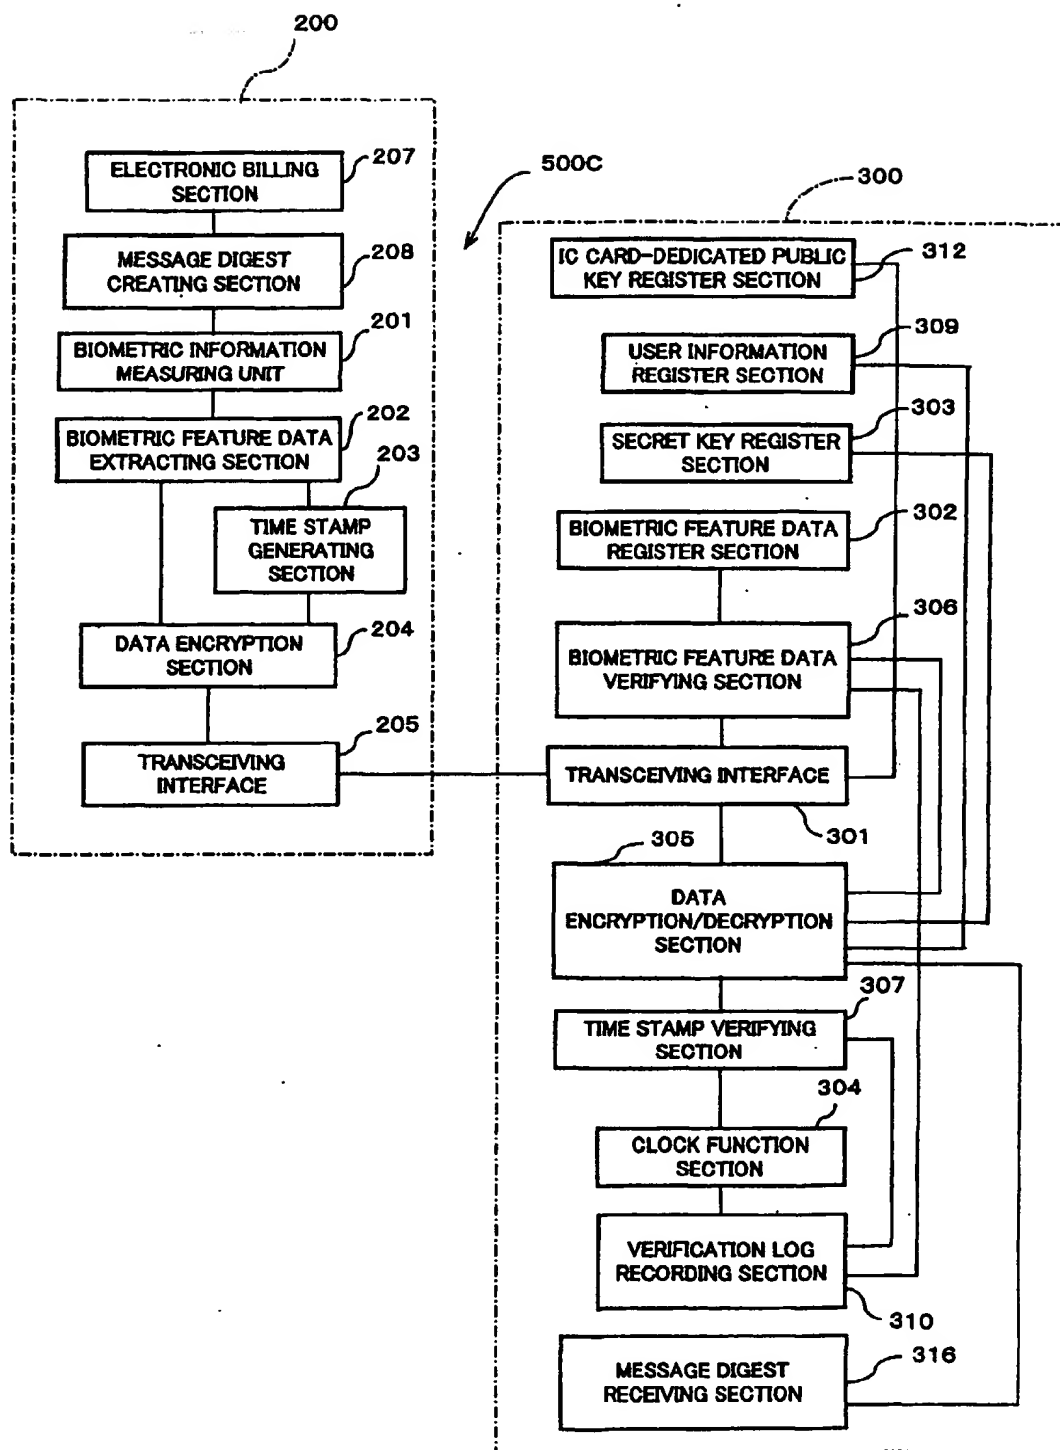 200
ELECTRONIC BILLING
SECTION
207
MESSAGE DIGEST
CREATING SECTION
208
BIOMETRIC INFORMATION
MEASURING UNIT
201
BIOMETRIC FEATURE DATA
EXTRACTING SECTION
202
203
TIME STAMP
GENERATING
SECTION
DATA ENCRYPTION
SECTION
204
TRANSCEIVING
INTERFACE
205
500C
300
IC CARD-DEDICATED PUBLIC
KEY REGISTER SECTION
312
USER INFORMATION
REGISTER SECTION
309
SECRET KEY REGISTER
SECTION
303
BIOMETRIC FEATURE DATA
REGISTER SECTION
302
BIOMETRIC FEATURE DATA
VERIFYING SECTION
306
TRANSCEIVING INTERFACE
301
305
DATA
ENCRYPTION/DECRYPTION
SECTION
307
TIME STAMP VERIFYING
SECTION
304
CLOCK FUNCTION
SECTION
VERIFICATION LOG
RECORDING SECTION
310
MESSAGE DIGEST
RECEIVING SECTION
316